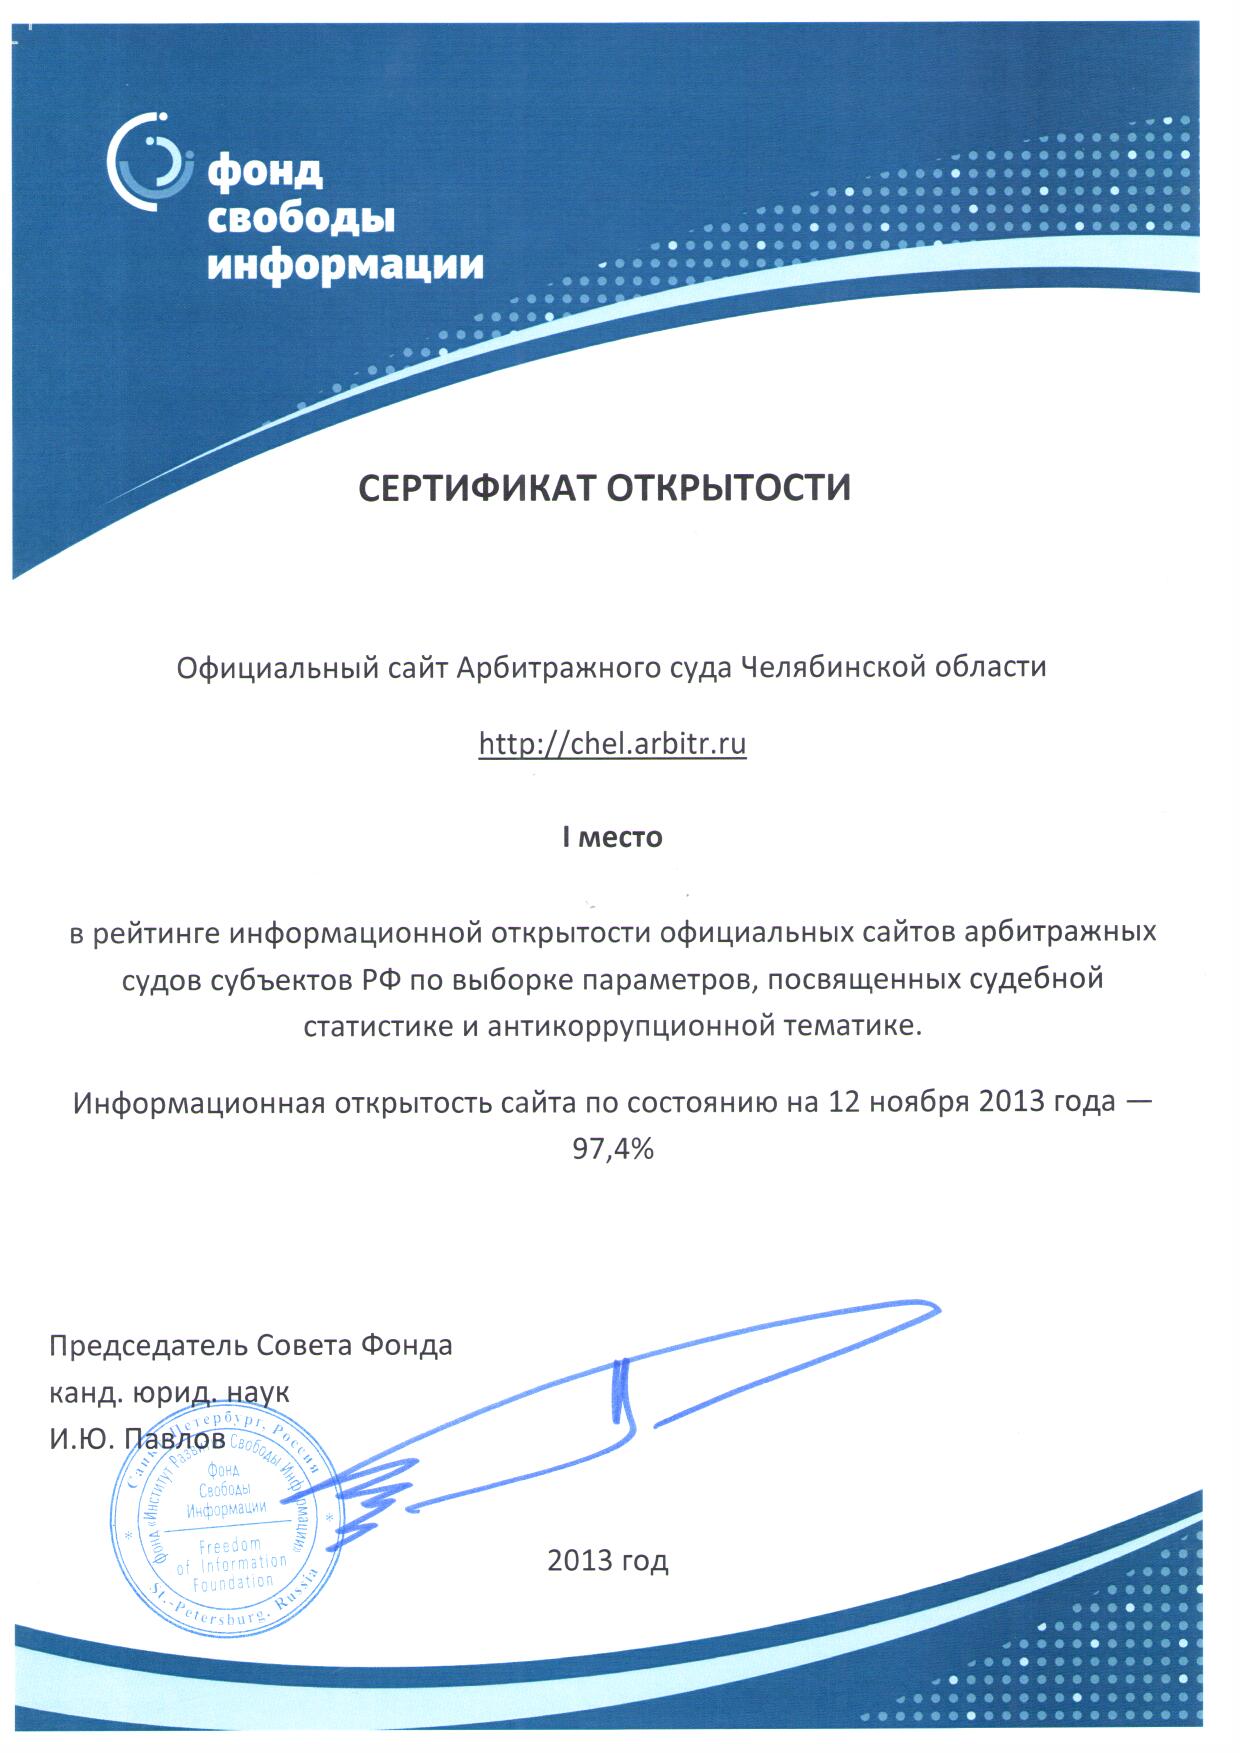 фонд
свободы
информации
СЕРТИФИКАТ ОТКРЫТОСТИ
Официальный сайт Арбитражного суда Челябинской области
http://chel.arbitr.ru
I место
в рейтинге информационной открытости официальных сайтов арбитражных
судов субъектов РФ по выборке параметров, посвященных судебной
статистике и антикоррупционной тематике.
Информационная открытость сайта по состоянию на 12 ноября 2013 года —
97,4%
Председатель Совета Фонда
канд. юрид. наук
И.Ю. Павлов
Санкт-Петербург, Россия
Фонд «Институт Развития Свободы Информации»
Фонд
Свободы
Информации
Freedom
of Information
Foundation
St.-Petersburg, Russia
2013 год